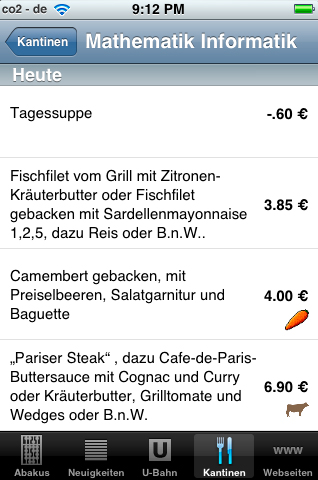 co2 - de 9:12 PM
Kantinen Mathematik Informatik
Heute
Tagessuppe -.60 €
Fischfilet vom Grill mit Zitronen-
Kräuterbutter oder Fischfilet
gebacken mit Sardellenmayonnaise
1,2,5, dazu Reis oder B.n.W..
3.85 €
Camembert gebacken, mit
Preiselbeeren, Salatgarnitur und
Baguette
4.00 €
„Pariser Steak“ , dazu Cafe-de-Paris-
Buttersauce mit Cognac und Curry
oder Kräuterbutter, Grilltomate und
Wedges oder B.n.W.
6.90 €
U WWW
Abakus Neuigkeiten U-Bahn Kantinen Webseiten